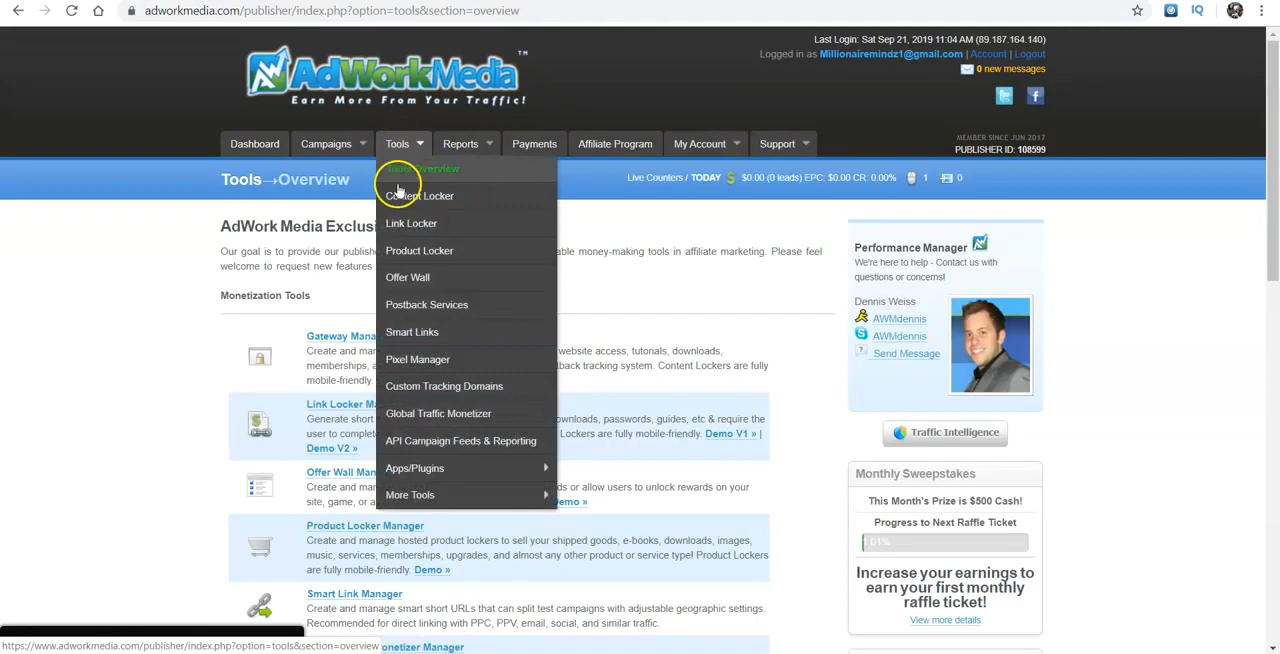 adworkmedia.com/publisher/index.php?option=tools&section=overview
IQ
Last Login: Sat Sep 21, 2019 11:04 AM (89.187.164.140)
Logged in as Millionairemindz1@gmail.com | Account | Logout
0 new messages
AdWorkMedia™
Earn More From Your Traffic!
Dashboard
Campaigns
Tools
Reports
Payments
Affiliate Program
My Account
Support
MEMBER SINCE JUN 2017
PUBLISHER ID: 108599
Tools→Overview
Live Counters / TODAY $0.00 (0 leads) EPC: $0.00 CR: 0.00% 1 0
Tools Overview
Content Locker
Link Locker
Product Locker
Offer Wall
Postback Services
Smart Links
Pixel Manager
Custom Tracking Domains
Global Traffic Monetizer
API Campaign Feeds & Reporting
Apps/Plugins
More Tools
AdWork Media Exclusi
Our goal is to provide our publishe able money-making tools in affiliate marketing. Please feel
welcome to request new features
Monetization Tools
Gateway Mana
Create and man website access, tutorials, downloads,
memberships, a back tracking system. Content Lockers are fully
mobile-friendly.
Link Locker M
Generate short ownloads, passwords, guides, etc & require the
user to complete Lockers are fully mobile-friendly. Demo V1 » |
Demo V2 »
Offer Wall Man
Create and man ds or allow users to unlock rewards on your
site, game, or a emo »
Product Locker Manager
Create and manage hosted product lockers to sell your shipped goods, e-books, downloads, images,
music, services, memberships, upgrades, and almost any other product or service type! Product Lockers
are fully mobile-friendly. Demo »
Smart Link Manager
Create and manage smart short URLs that can split test campaigns with adjustable geographic settings.
Recommended for direct linking with PPC, PPV, email, social, and similar traffic.
onetizer Manager
Performance Manager
We're here to help - Contact us with
questions or concerns!
Dennis Weiss
AWMdennis
AWMdennis
Send Message
Traffic Intelligence
Monthly Sweepstakes
This Month's Prize is $500 Cash!
Progress to Next Raffle Ticket
Increase your earnings to
earn your first monthly
raffle ticket!
View more details
https://www.adworkmedia.com/publisher/index.php?option=tools&section=overview